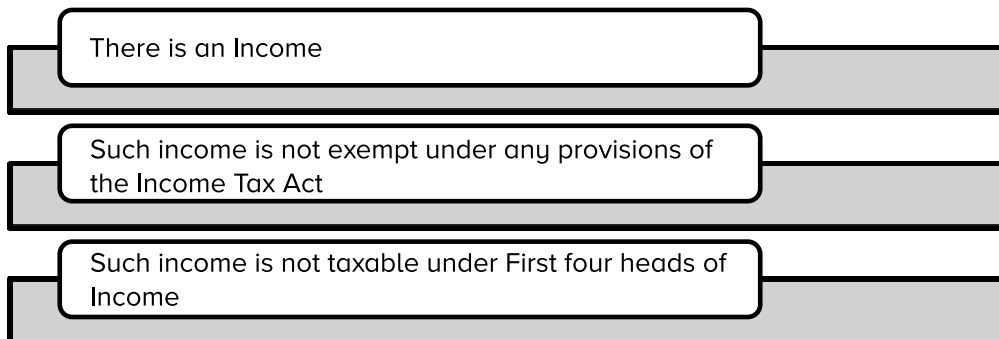 There is an Income
Such income is not exempt under any provisions of
the Income Tax Act
Such income is not taxable under First four heads of
Income